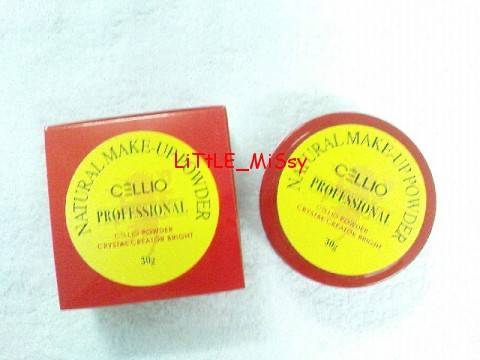 NATURAL MAKE-UP POWDER
CELLIO
PROFESSIONAL
CELLIO POWDER
CRYSTAL CREATOR BRIGHT
30g
LiTtLE_MiSsy
NATURAL MAKE-UP POWDER
CELLIO
PROFESSIONAL
CELLIO POWDER
CRYSTAL CREATOR BRIGHT
30g